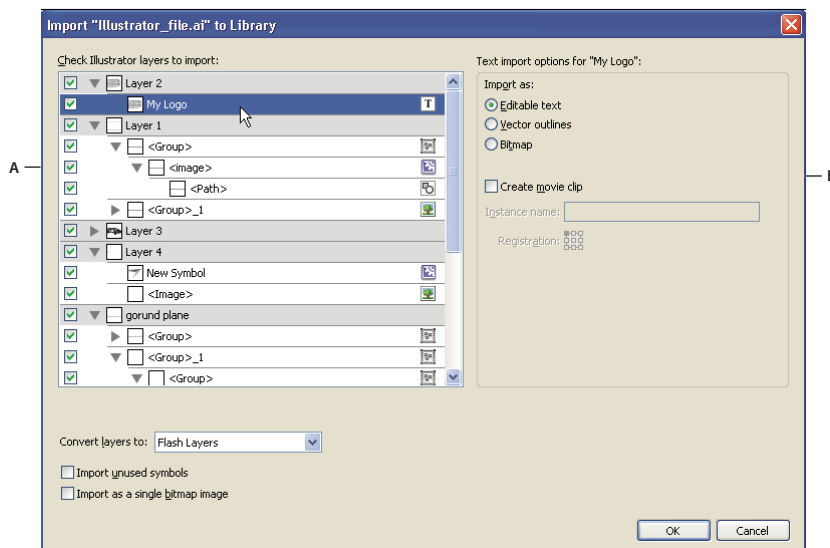 Import "Illustrator_file.ai" to Library
Check Illustrator layers to import:
Layer 2
My Logo
T
Layer 1
<Group>
<image>
<Path>
<Group>_1
Layer 3
Layer 4
New Symbol
<Image>
gorund plane
<Group>
<Group>_1
<Group>
Text import options for "My Logo":
Import as:
Editable text
Vector outlines
Bitmap
Create movie clip
Instance name:
Registration:
Convert layers to: Flash Layers
Import unused symbols
Import as a single bitmap image
OK Cancel
A